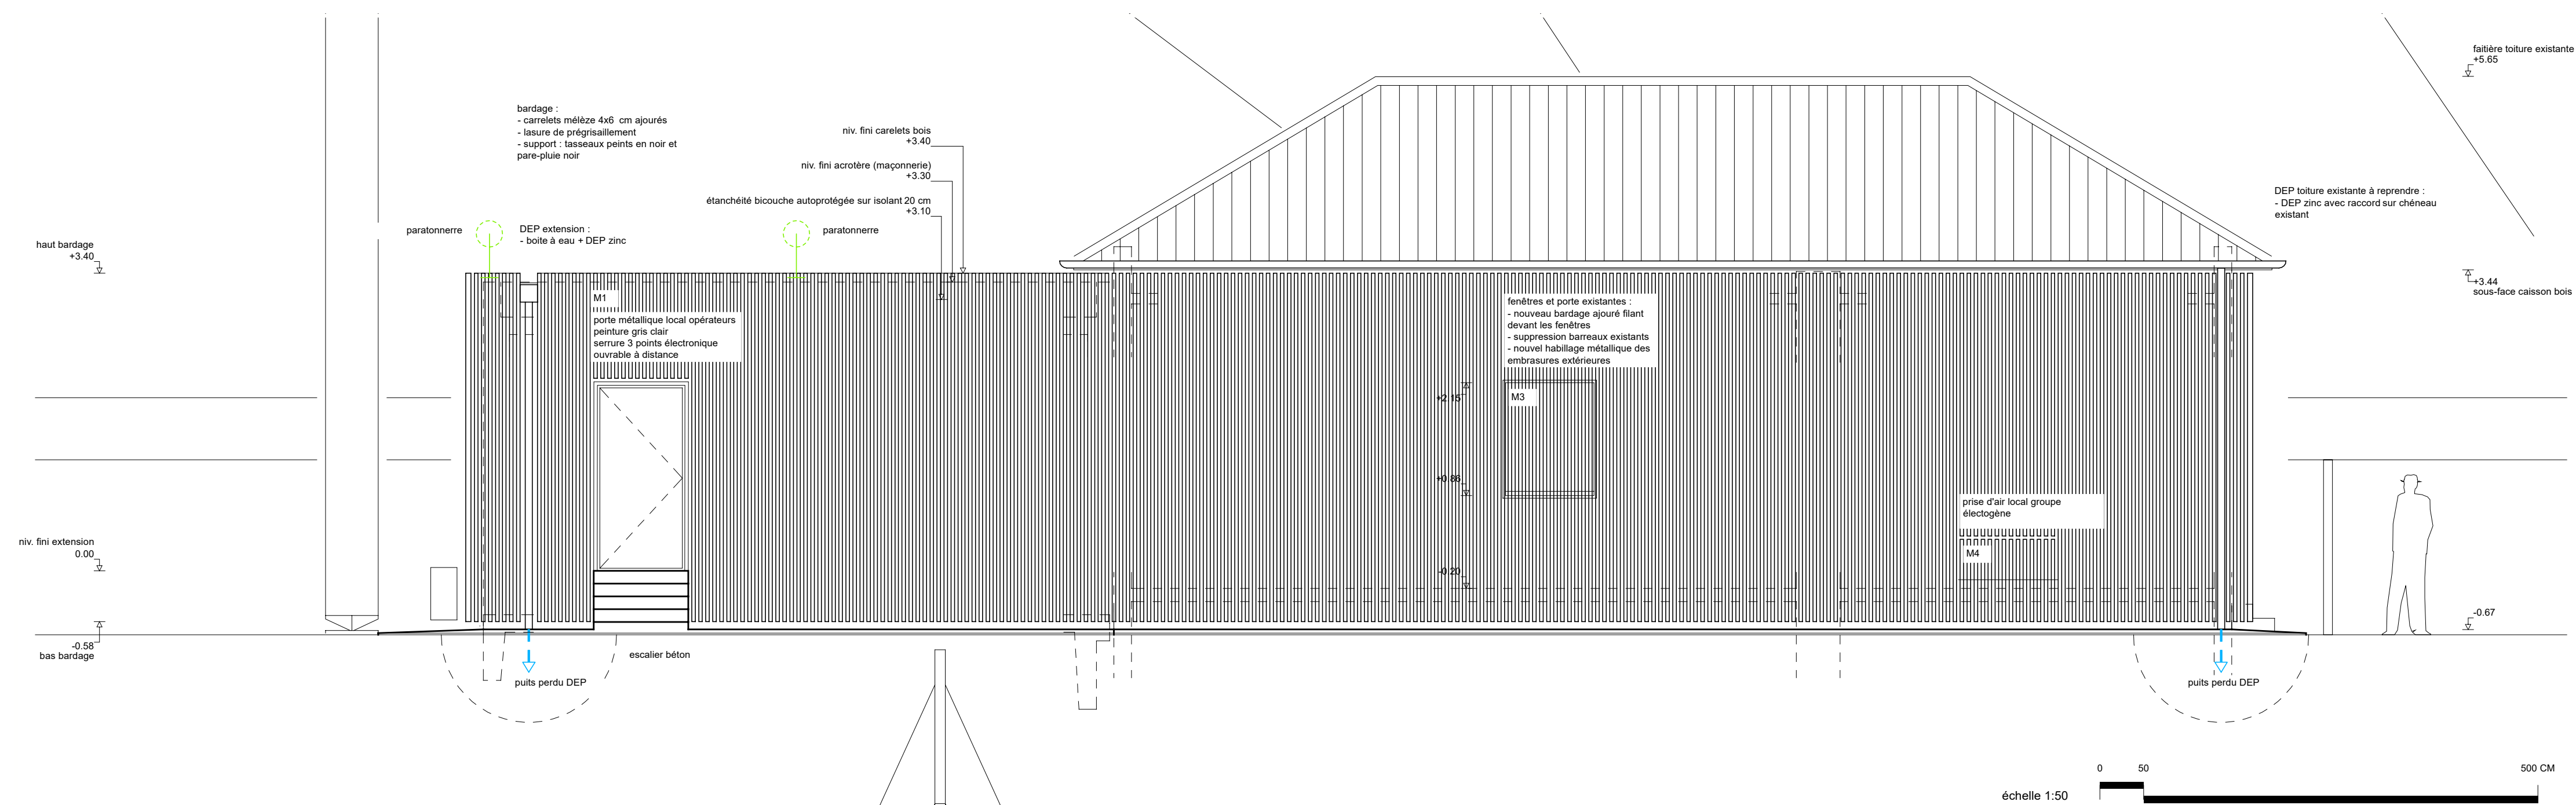 faitière toiture existante
+5.65
bardage :
- carrelets mélèze 4x6 cm ajourés
- lasure de prégrisaillement
- support : tasseaux peints en noir et
pare-pluie noir
niv. fini carelets bois
+3.40
niv. fini acrotère (maçonnerie)
+3.30
étanchéité bicouche autoprotégée sur isolant 20 cm
+3.10
DEP toiture existante à reprendre :
- DEP zinc avec raccord sur chéneau
existant
paratonnerre
DEP extension :
- boite à eau + DEP zinc
paratonnerre
haut bardage
+3.40
+3.44
sous-face caisson bois
M1
porte métallique local opérateurs
peinture gris clair
serrure 3 points électronique
ouvrable à distance
fenêtres et porte existantes :
- nouveau bardage ajouré filant
devant les fenêtres
- suppression barreaux existants
- nouvel habillage métallique des
embrasures extérieures
+2.15
M3
+0.86
prise d'air local groupe
électogène
M4
niv. fini extension
0.00
-0.20
-0.67
-0.58
bas bardage
escalier béton
puits perdu DEP
puits perdu DEP
0 50 500 CM
échelle 1:50